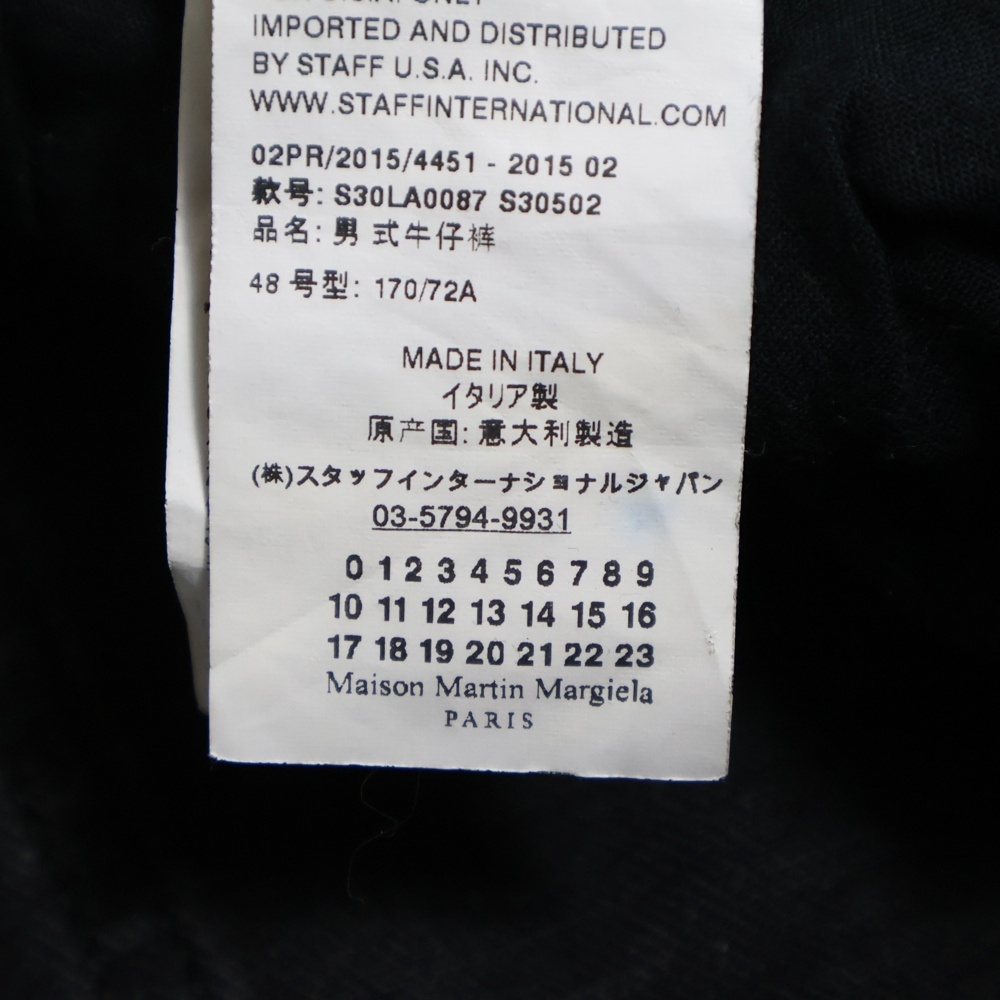 IMPORTED AND DISTRIBUTED
BY STAFF U.S.A. INC.
WWW.STAFFINTERNATIONAL.COM
02PR/2015/4451 - 2015 02
款号: S30LA0087 S30502
品名: 男 式牛仔裤
48 号型: 170/72A
MADE IN ITALY
イタリア製
原产国: 意大利製造
(株)スタッフインターナショナルジャパン
03-5794-9931
0 1 2 3 4 5 6 7 8 9
10 11 12 13 14 15 16
17 18 19 20 21 22 23
Maison Martin Margiela
PARIS